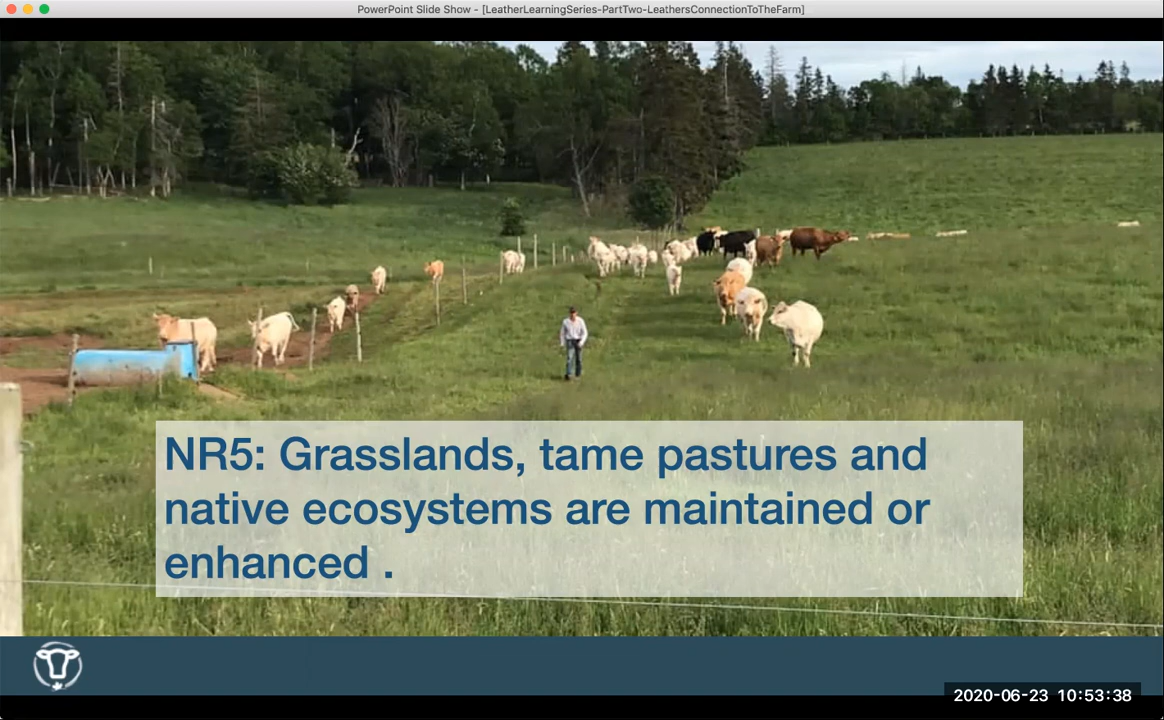 PowerPoint Slide Show - [LeatherLearningSeries-PartTwo-LeathersConnectionToTheFarm]
NR5: Grasslands, tame pastures and
native ecosystems are maintained or
enhanced .
2020-06-23 10:53:38